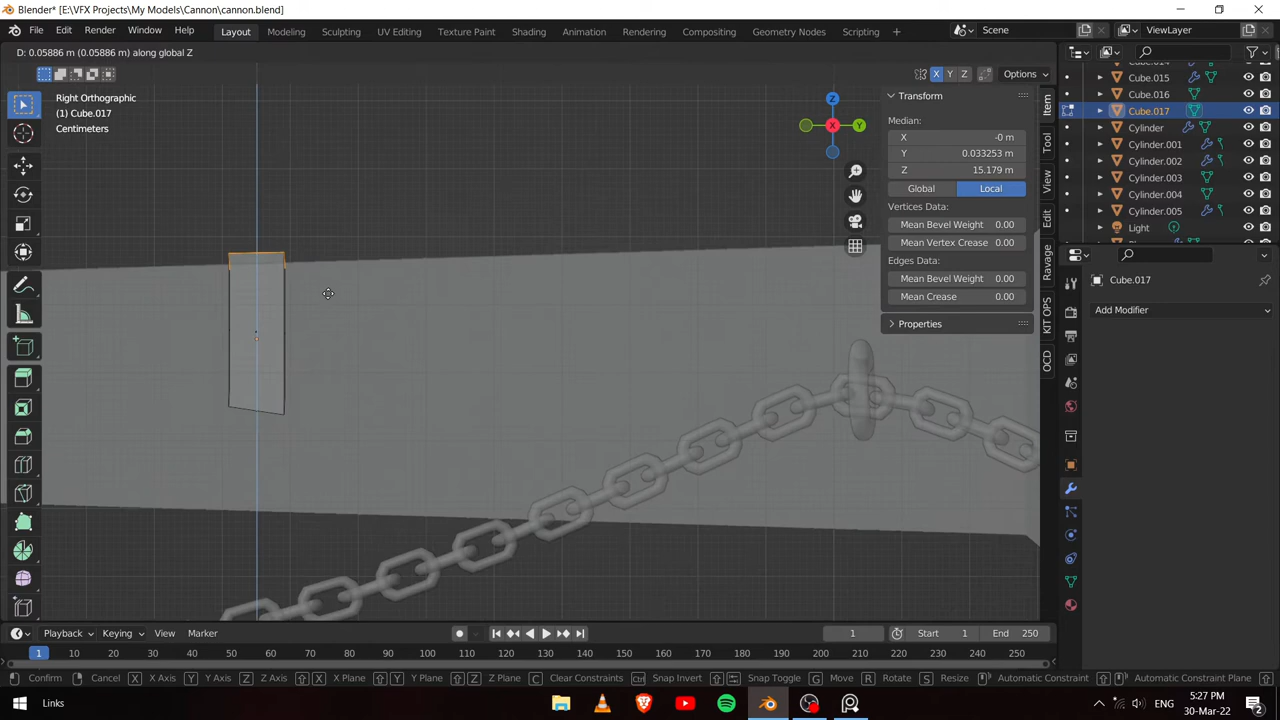 Blender* [E:\VFX Projects\My Models\Cannon\cannon.blend]
File Edit Render Window Help Layout Modeling Sculpting UV Editing Texture Paint Shading Animation Rendering Compositing Geometry Nodes Scripting + Scene ViewLayer
D: 0.05886 m (0.05886 m) along global Z
X Y Z Options
Right Orthographic
(1) Cube.017
Centimeters
Z
X
Y
Transform
Median:
X -0 m
Y 0.033253 m
Z 15.179 m
Global Local
Vertices Data:
Mean Bevel Weight 0.00
Mean Vertex Crease 0.00
Edges Data:
Mean Bevel Weight 0.00
Mean Crease 0.00
Properties
Item
Tool
View
Edit
Ravage
KIT OPS
OCD
Cube.015
Cube.016
Cube.017
Cylinder
Cylinder.001
Cylinder.002
Cylinder.003
Cylinder.004
Cylinder.005
Light
Cube.017
Add Modifier
Playback Keying View Marker 1 Start 1 End 250
1 10 20 30 40 50 60 70 80 90 100 110 120 130 140 150 160 170 180 190 200 210 220 230 240 250
Confirm Cancel X X Axis Y Y Axis Z Z Axis X X Plane Y Y Plane Z Z Plane C Clear Constraints Ctrl Snap Invert Snap Toggle G Move R Rotate S Resize Automatic Constraint Automatic Constraint Plane
Links ENG 5:27 PM
30-Mar-22 2